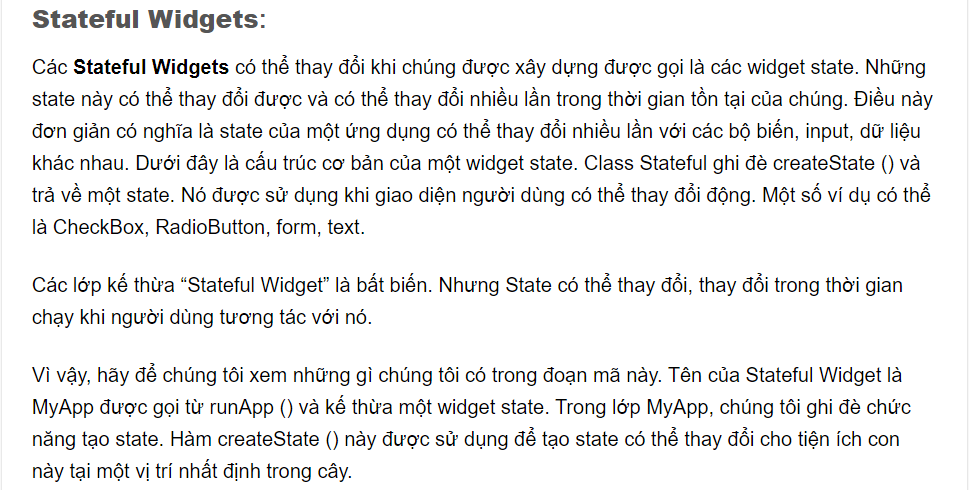 Stateful Widgets:
Các Stateful Widgets có thể thay đổi khi chúng được xây dựng được gọi là các widget state. Những
state này có thể thay đổi được và có thể thay đổi nhiều lần trong thời gian tồn tại của chúng. Điều này
đơn giản có nghĩa là state của một ứng dụng có thể thay đổi nhiều lần với các bộ biến, input, dữ liệu
khác nhau. Dưới đây là cấu trúc cơ bản của một widget state. Class Stateful ghi đè createState () và
trả về một state. Nó được sử dụng khi giao diện người dùng có thể thay đổi động. Một số ví dụ có thể
là CheckBox, RadioButton, form, text.
Các lớp kế thừa “Stateful Widget” là bất biến. Nhưng State có thể thay đổi, thay đổi trong thời gian
chạy khi người dùng tương tác với nó.
Vì vậy, hãy để chúng tôi xem những gì chúng tôi có trong đoạn mã này. Tên của Stateful Widget là
MyApp được gọi từ runApp () và kế thừa một widget state. Trong lớp MyApp, chúng tôi ghi đè chức
năng tạo state. Hàm createState () này được sử dụng để tạo state có thể thay đổi cho tiện ích con
này tại một vị trí nhất định trong cây.